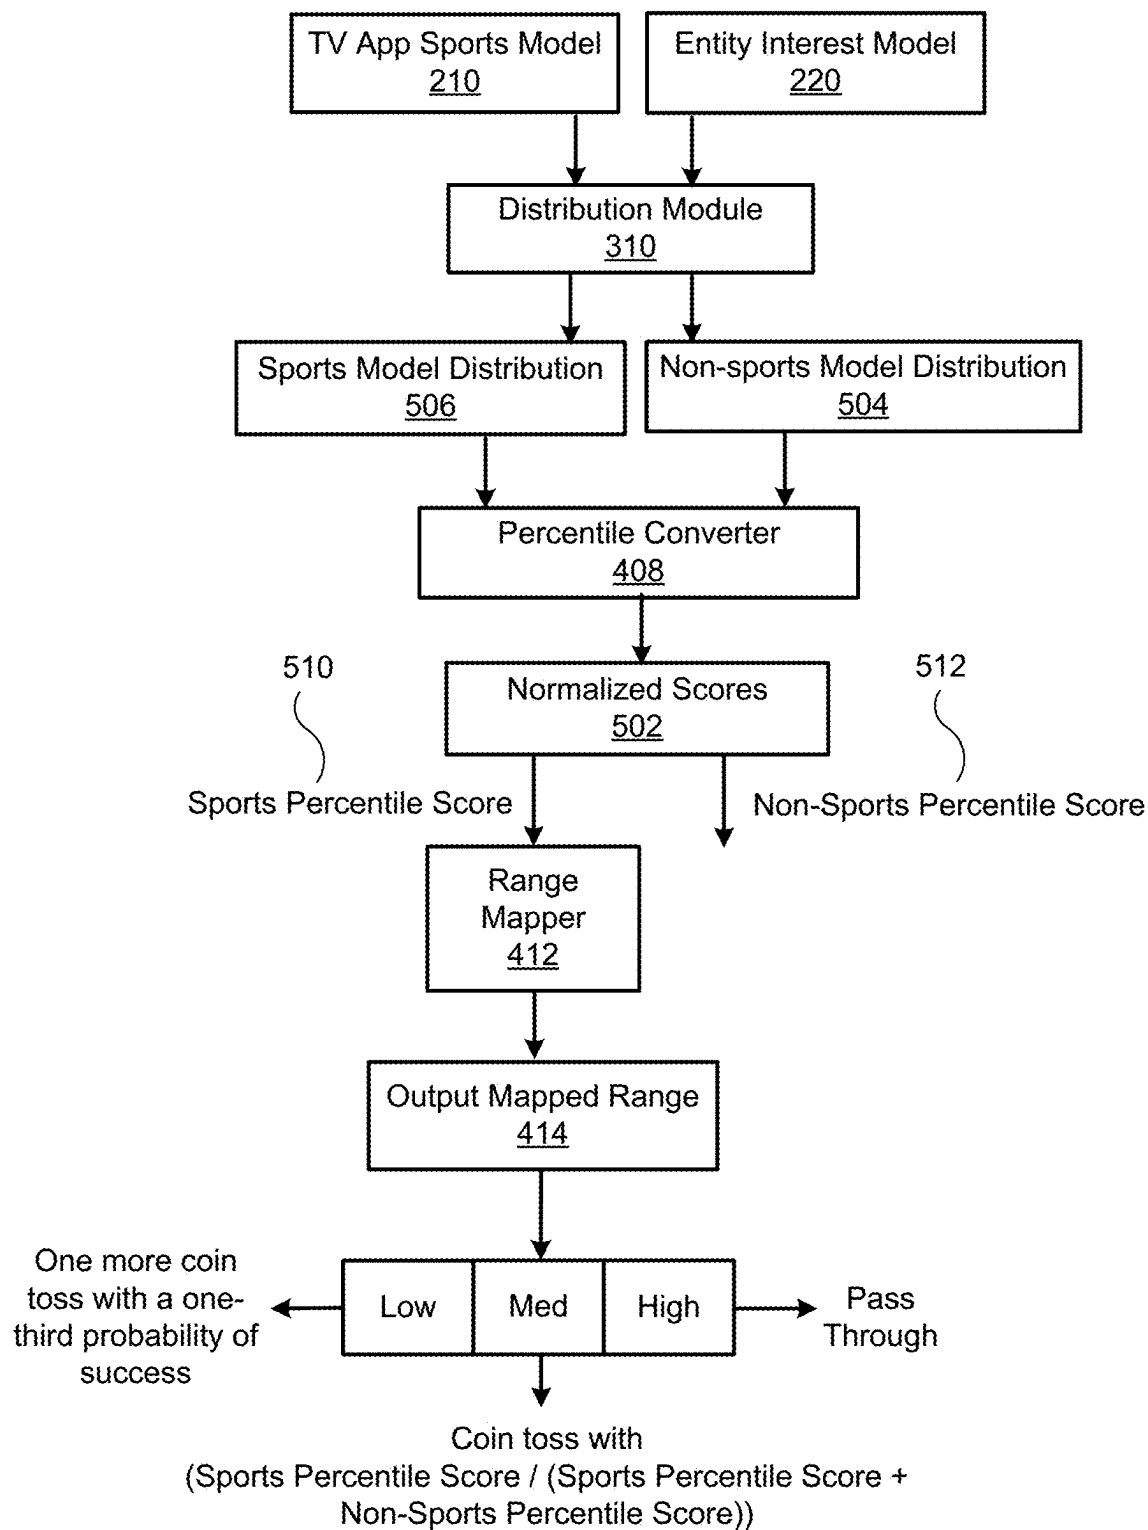 TV App Sports Model
210
Entity Interest Model
220
Distribution Module
310
Sports Model Distribution
506
Non-sports Model Distribution
504
Percentile Converter
408
510
Normalized Scores
502
512
Sports Percentile Score
Non-Sports Percentile Score
Range
Mapper
412
Output Mapped Range
414
One more coin
toss with a one-
third probability of
success
Low
Med
High
Pass
Through
Coin toss with
(Sports Percentile Score / (Sports Percentile Score +
Non-Sports Percentile Score))